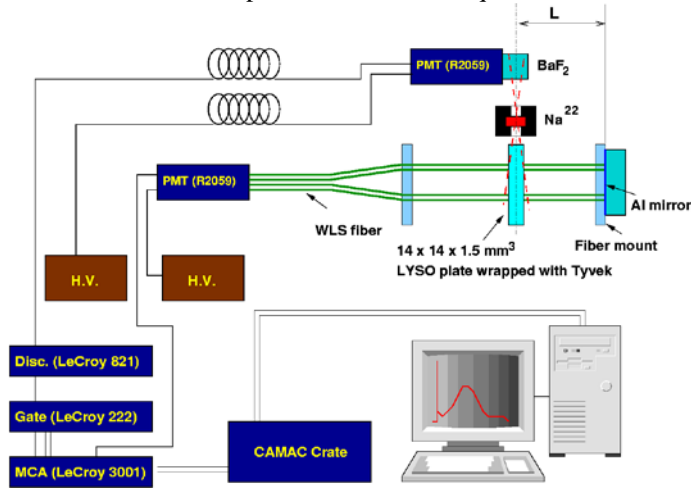 L
PMT (R2059)
BaF2
Na22
PMT (R2059)
WLS fiber
Al mirror
Fiber mount
14 x 14 x 1.5 mm3
LYSO plate wrapped with Tyvek
H.V.
H.V.
Disc. (LeCroy 821)
Gate (LeCroy 222)
MCA (LeCroy 3001)
CAMAC Crate